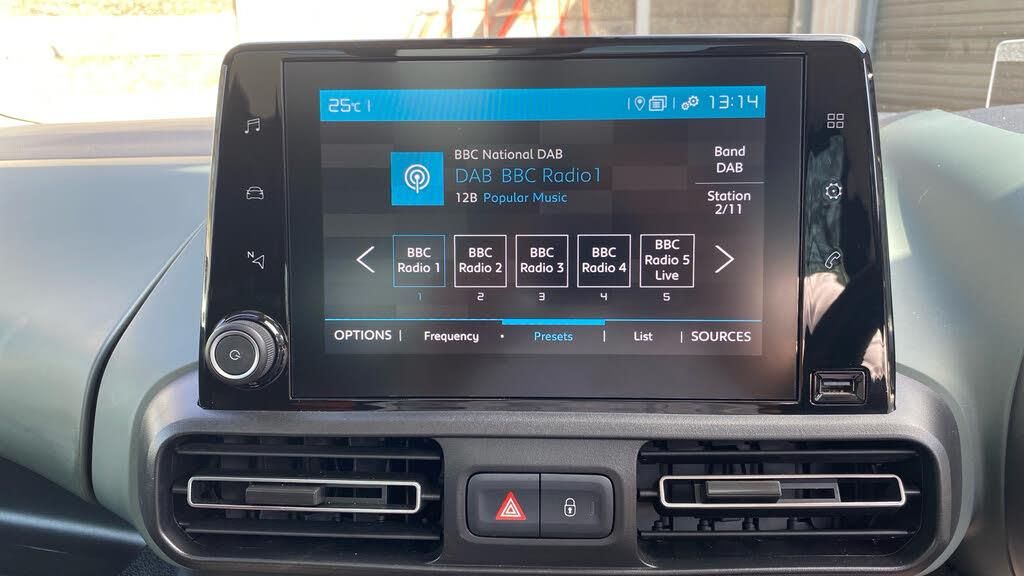 25°C
13:14
BBC National DAB
DAB BBC Radio1
12B Popular Music
Band
DAB
Station
2/11
BBC
Radio 1
1
BBC
Radio 2
2
BBC
Radio 3
3
BBC
Radio 4
4
BBC
Radio 5
Live
5
OPTIONS | Frequency • Presets | List | SOURCES
N